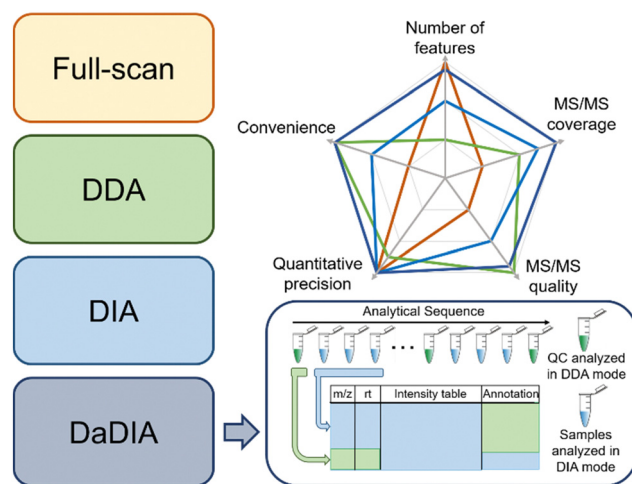 Full-scan
DDA
DIA
DaDIA
Number of
features
MS/MS
coverage
MS/MS
quality
Quantitative
precision
Convenience
Analytical Sequence
...
QC analyzed
in DDA mode
m/z rt Intensity table Annotation
Samples
analyzed in
DIA mode